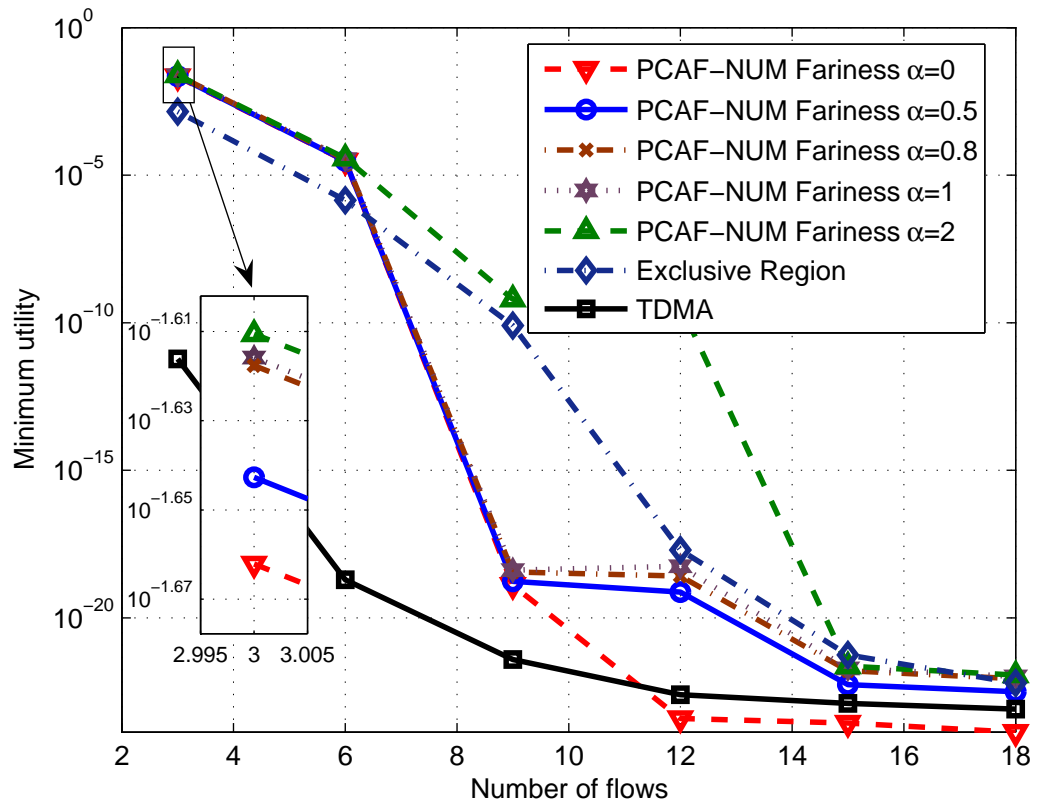 10^0
10^−5
10^−10
10^−15
10^−20
Minimum utility
PCAF−NUM Fariness α=0
PCAF−NUM Fariness α=0.5
PCAF−NUM Fariness α=0.8
PCAF−NUM Fariness α=1
PCAF−NUM Fariness α=2
Exclusive Region
TDMA
10^−1.61
10^−1.63
10^−1.65
10^−1.67
2.995 3 3.005
2 4 6 8 10 12 14 16 18
Number of flows